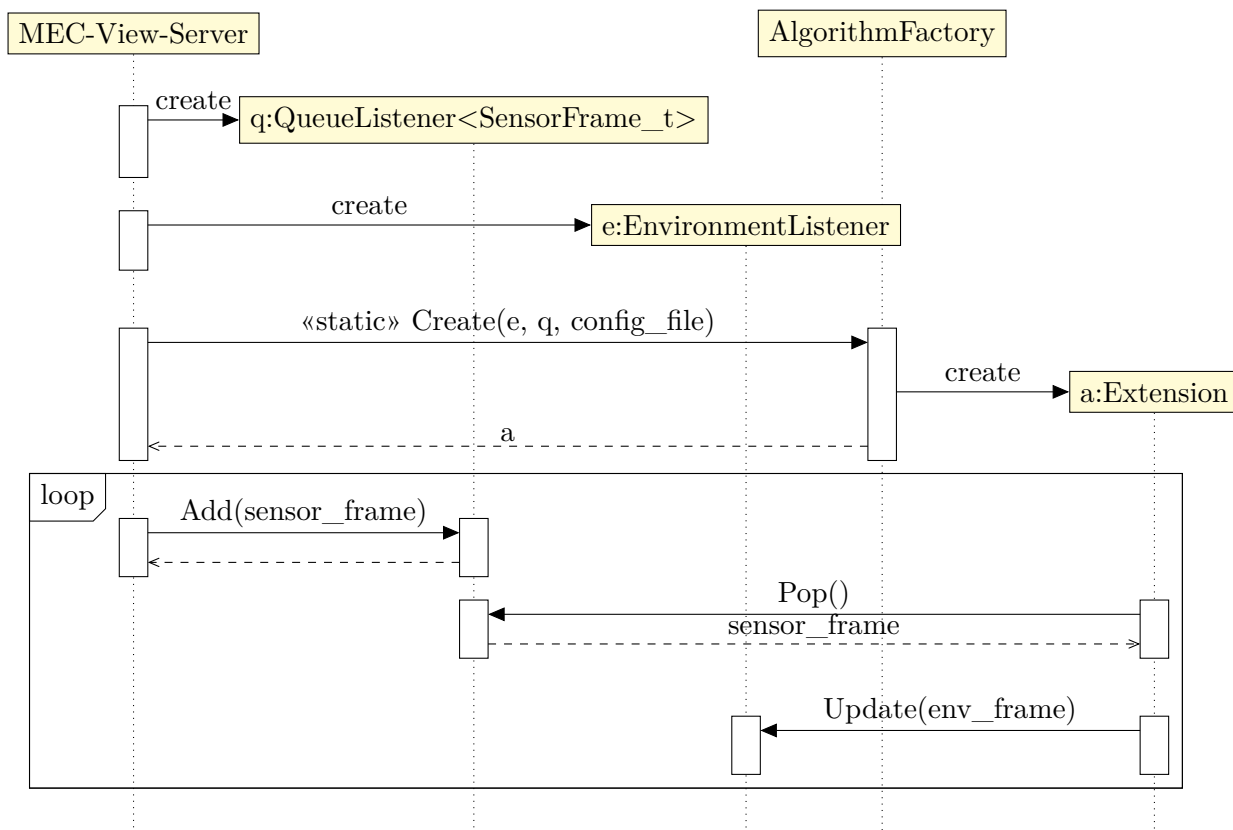 MEC-View-Server
AlgorithmFactory
create
q:QueueListener<SensorFrame_t>
create
e:EnvironmentListener
«static» Create(e, q, config_file)
create
a:Extension
a
loop
Add(sensor_frame)
Pop()
sensor_frame
Update(env_frame)